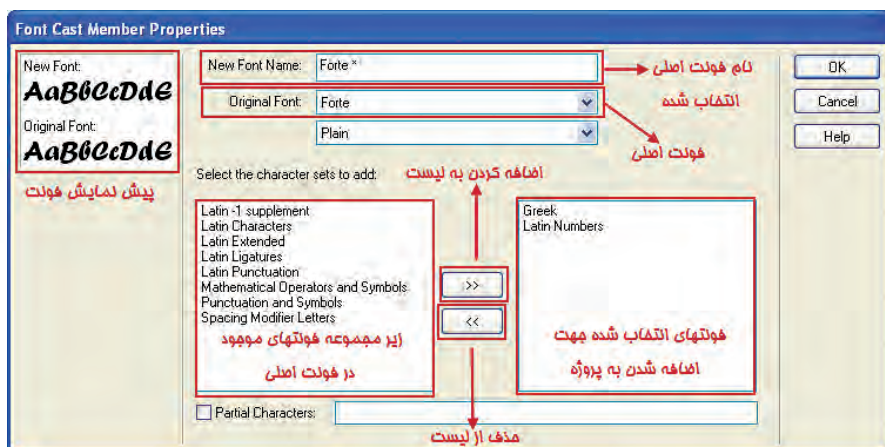 Font Cast Member Properties
New Font:
AaBbCcDdE
Original Font:
AaBbCcDdE
پیش نمایش فونت
New Font Name: Forte *
نام فونت اصلی
انتخاب شده
Original Font: Forte
Plain
فونت اصلی
OK
Cancel
Help
Select the character sets to add:
اضافه کردن به لیست
Latin -1 supplement
Latin Characters
Latin Extended
Latin Ligatures
Latin Punctuation
Mathematical Operators and Symbols
Punctuation and Symbols
Spacing Modifier Letters
زیر مجموعه فونتهای موجود
در فونت اصلی
>>
<<
Greek
Latin Numbers
فونتهای انتخاب شده جهت
اضافه شدن به پروژه
Partial Characters:
حذف از لیست